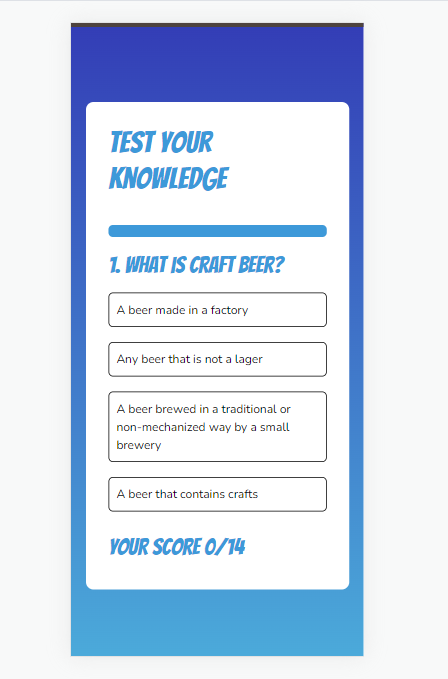 TEST YOUR
KNOWLEDGE
1. WHAT IS CRAFT BEER?
A beer made in a factory
Any beer that is not a lager
A beer brewed in a traditional or
non-mechanized way by a small
brewery
A beer that contains crafts
YOUR SCORE 0/14